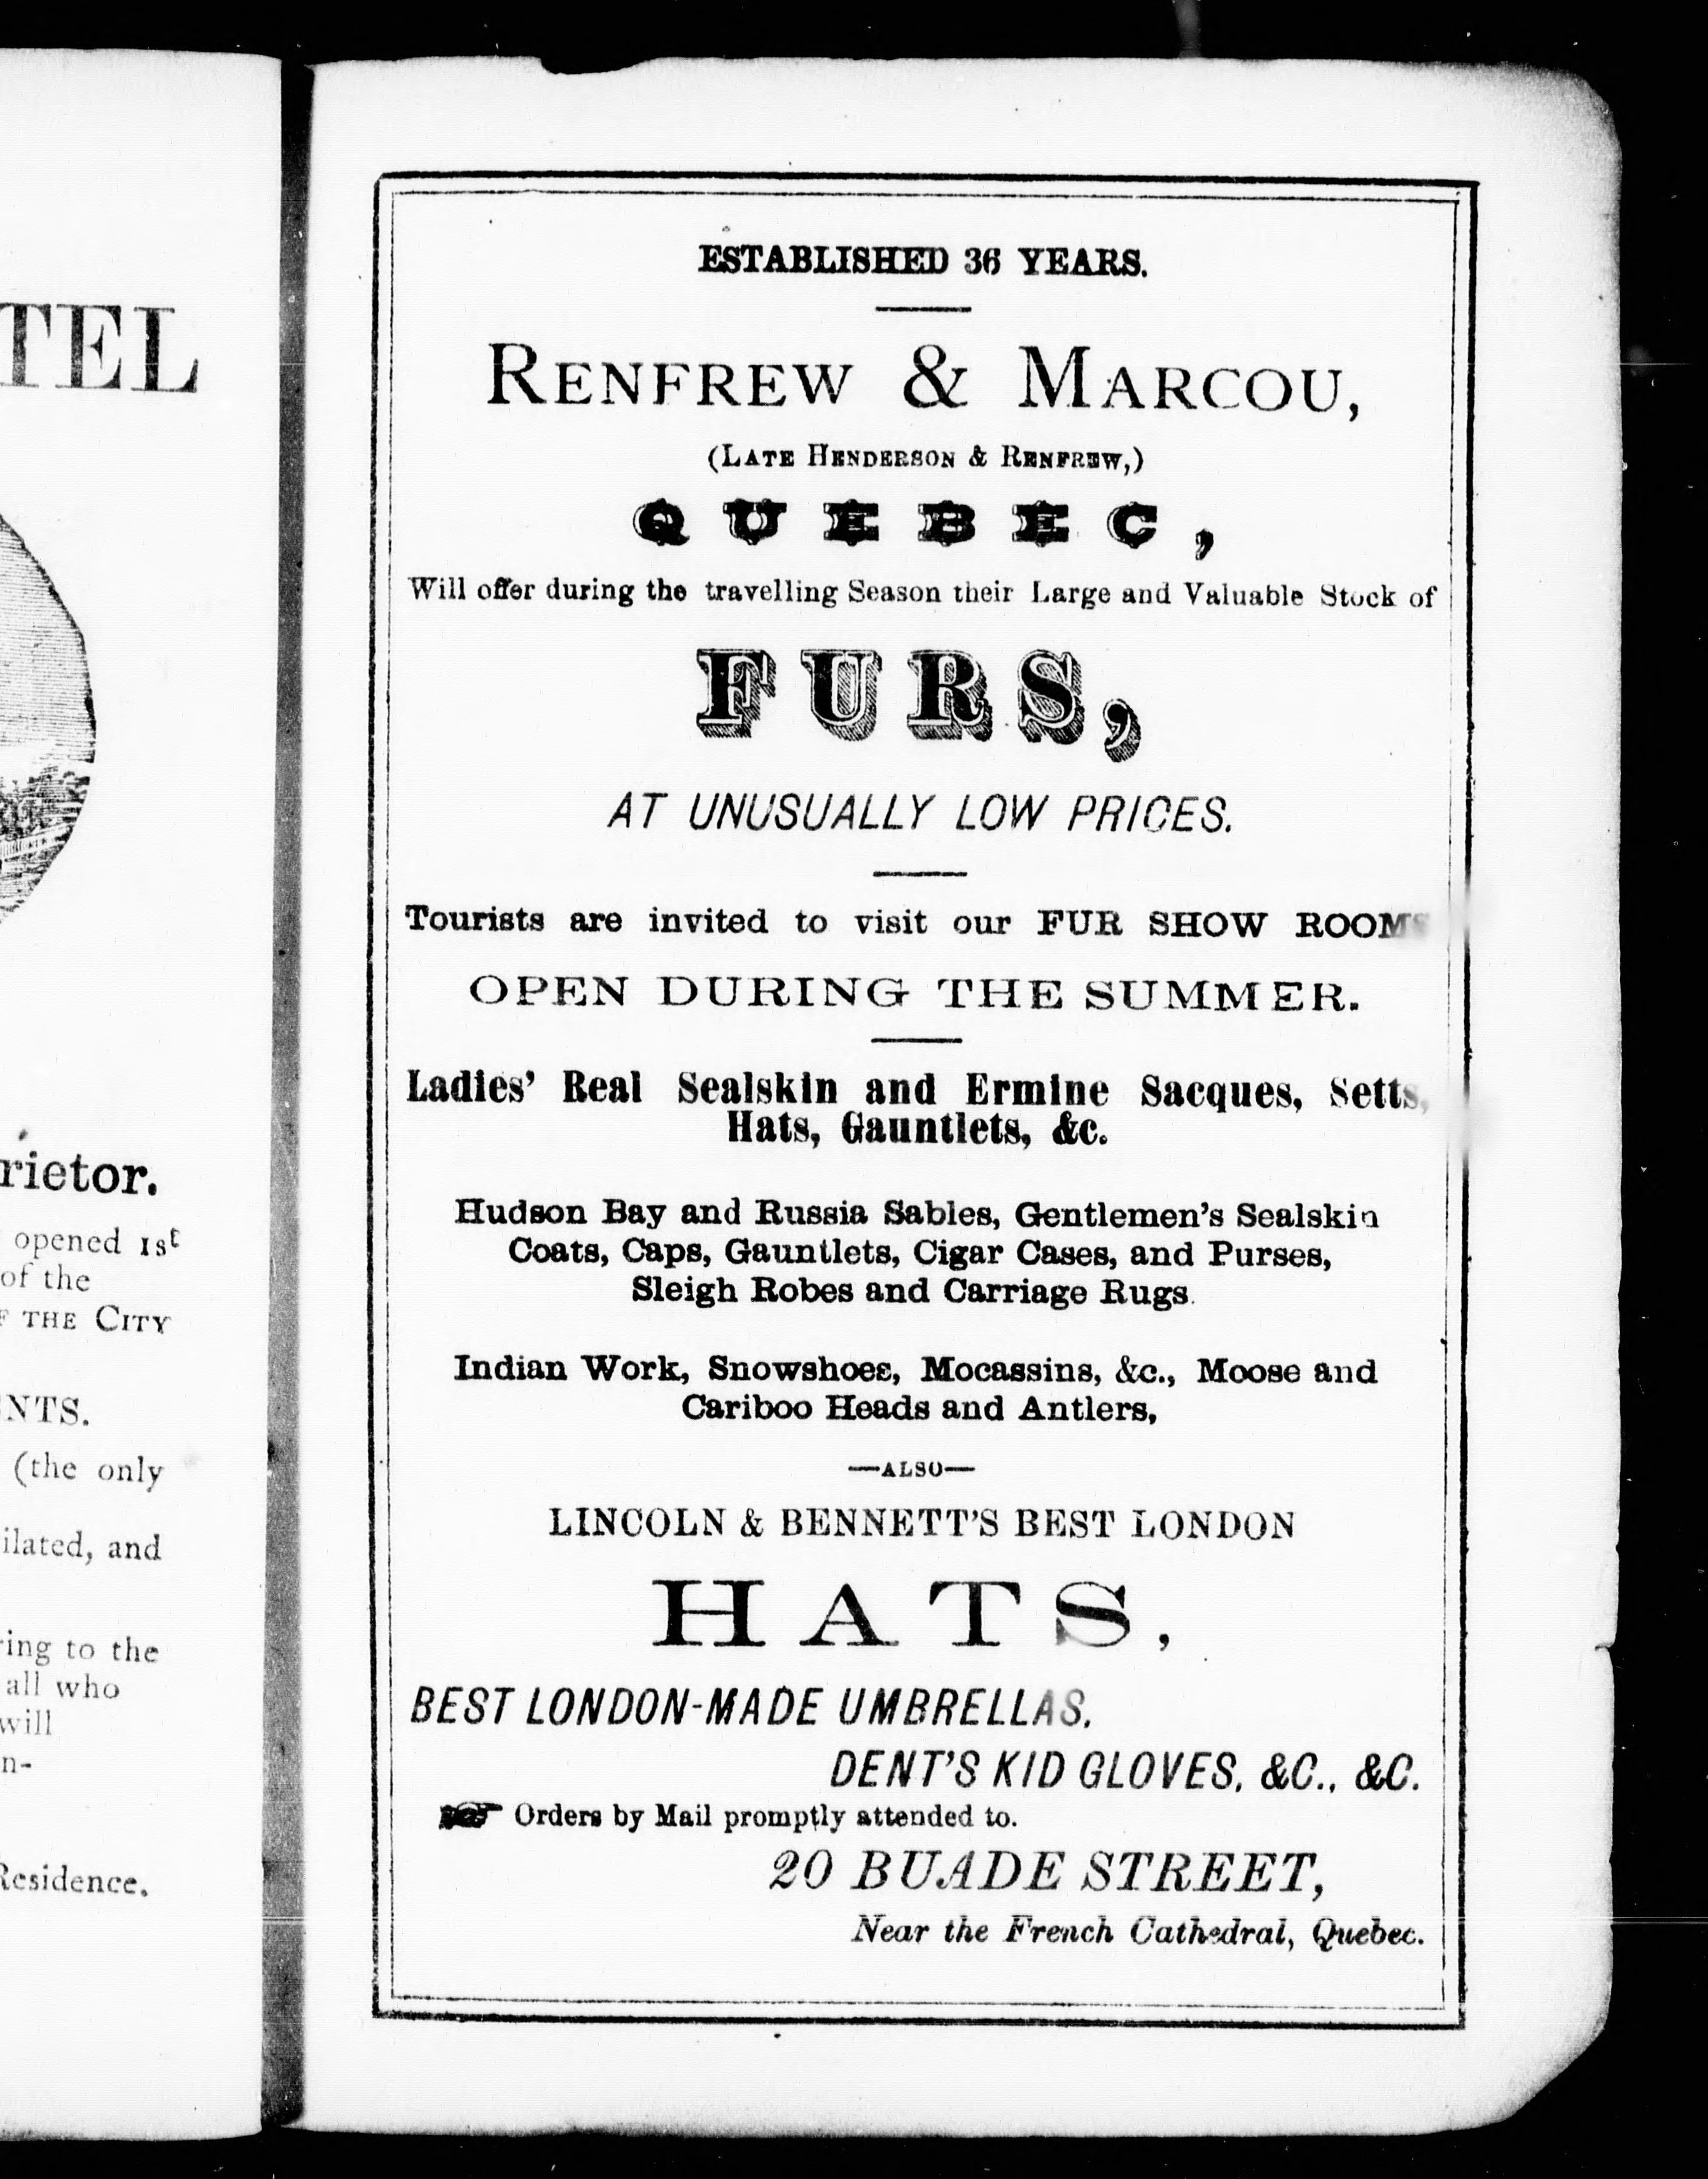 TEL
rietor.
opened 1st
of the
THE CITY
NTS.
(the only
ilated, and
ing to the
all who
will
n-
Residence.
ESTABLISHED 36 YEARS.
RENFREW & MARCOU,
(LATE HENDERSON & RENFREW,)
QUEBEC,
Will offer during the travelling Season their Large and Valuable Stock of
FURS,
AT UNUSUALLY LOW PRICES.
Tourists are invited to visit our FUR SHOW ROOMS
OPEN DURING THE SUMMER.
Ladies' Real Sealskin and Ermine Sacques, Setts,
Hats, Gauntlets, &c.
Hudson Bay and Russia Sables, Gentlemen's Sealskin
Coats, Caps, Gauntlets, Cigar Cases, and Purses,
Sleigh Robes and Carriage Rugs.
Indian Work, Snowshoes, Mocassins, &c., Moose and
Cariboo Heads and Antlers,
—ALSO—
LINCOLN & BENNETT'S BEST LONDON
HATS,
BEST LONDON-MADE UMBRELLAS.
DENT'S KID GLOVES, &C., &C.
☞ Orders by Mail promptly attended to.
20 BUADE STREET,
Near the French Cathedral, Quebec.